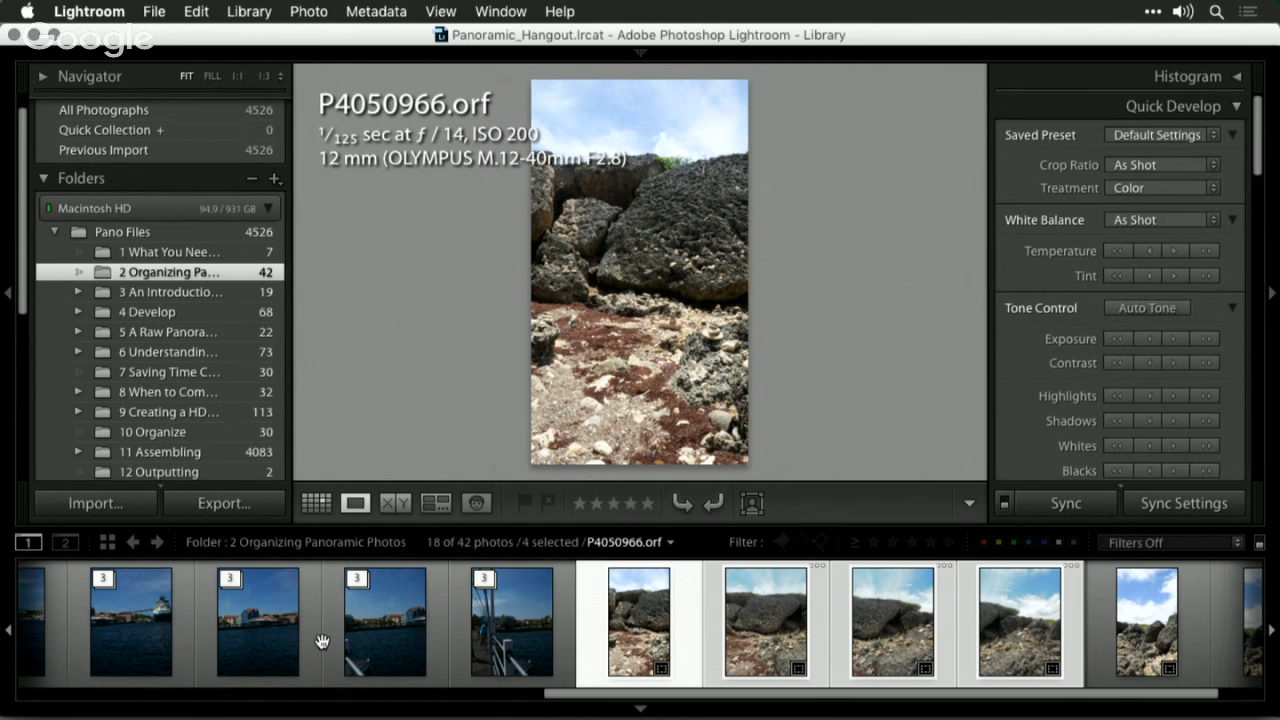 Lightroom File Edit Library Photo Metadata View Window Help
Google
Panoramic_Hangout.lrcat - Adobe Photoshop Lightroom - Library
Navigator FIT FILL 1:1 1:3
All Photographs 4526
Quick Collection + 0
Previous Import 4526
Folders
Macintosh HD 94.9 / 931 GB
Pano Files 4526
1 What You Nee... 7
2 Organizing Pa... 42
3 An Introductio... 19
4 Develop 68
5 A Raw Panora... 22
6 Understandin... 73
7 Saving Time C... 30
8 When to Com... 32
9 Creating a HD... 113
10 Organize 30
11 Assembling 4083
12 Outputting 2
Import... Export...
P4050966.orf
1/125 sec at ƒ / 14, ISO 200
12 mm (OLYMPUS M.12-40mm F2.8)
XY
Histogram
Quick Develop
Saved Preset Default Settings
Crop Ratio As Shot
Treatment Color
White Balance As Shot
Temperature
Tint
Tone Control Auto Tone
Exposure
Contrast
Highlights
Shadows
Whites
Blacks
Sync Sync Settings
1 2 Folder : 2 Organizing Panoramic Photos 18 of 42 photos /4 selected /P4050966.orf Filter : ≥ Filters Off
3 3 3 3